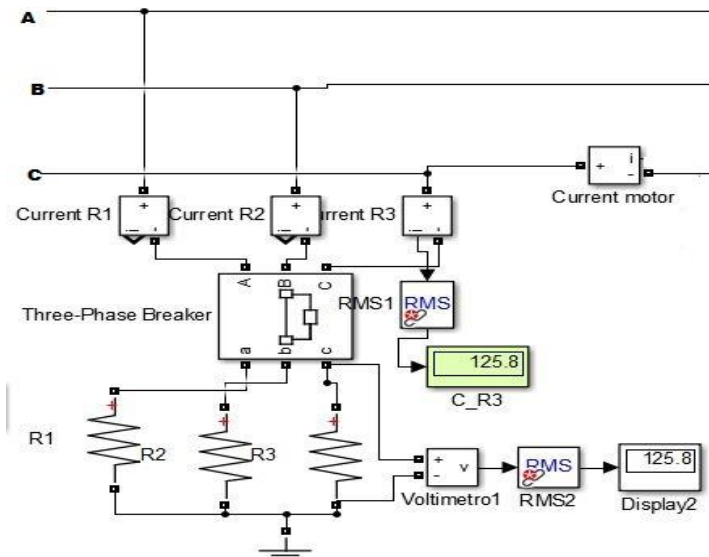 A
B
C
+
i
-
Current motor
Current R1
Current R2
urrent R3
+
i
-
+
i
-
+
i
-
A
B
C
Three-Phase Breaker
a
b
c
RMS1
RMS
125.8
C_R3
+
+
+
R1
R2
R3
+
-
v
Voltimetro1
RMS
RMS2
125.8
Display2